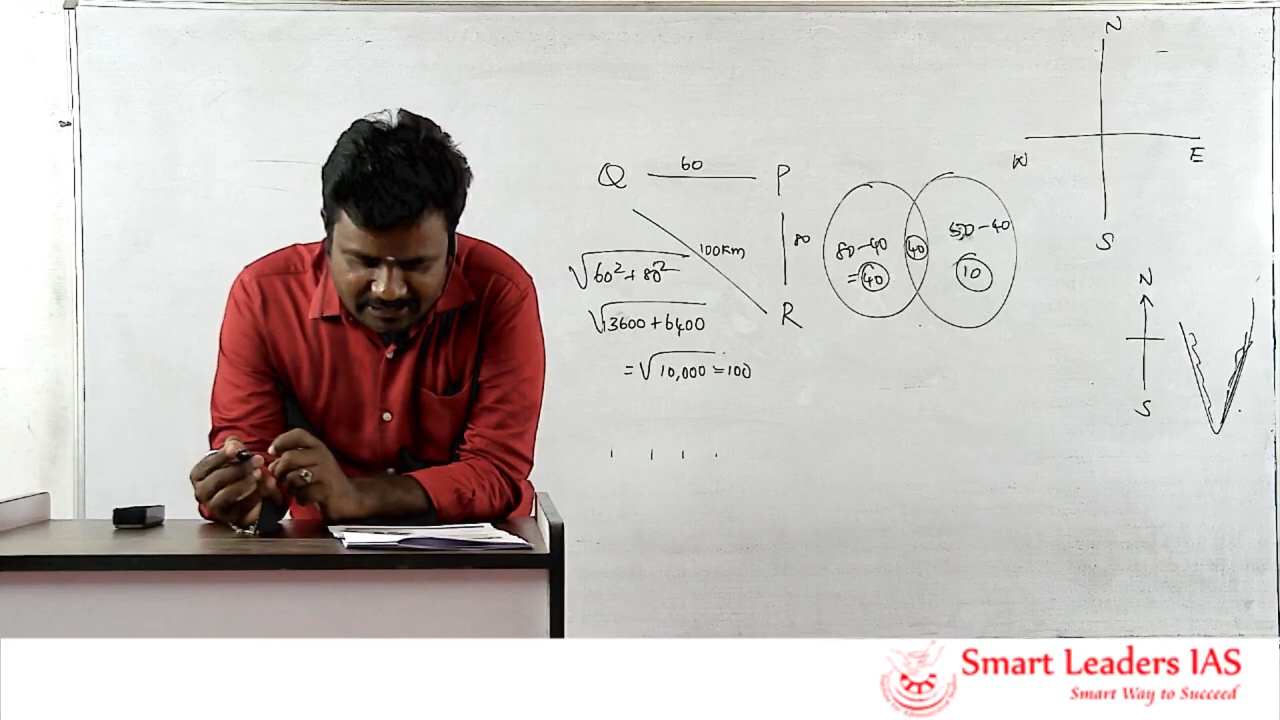 N
W E
S
Q 60 P
80
100km
R
√60²+80²
√3600+6400
=√10,000 = 100
80-40
=40
40
50-40
10
N
S
Smart Leaders IAS
Smart Way to Succeed